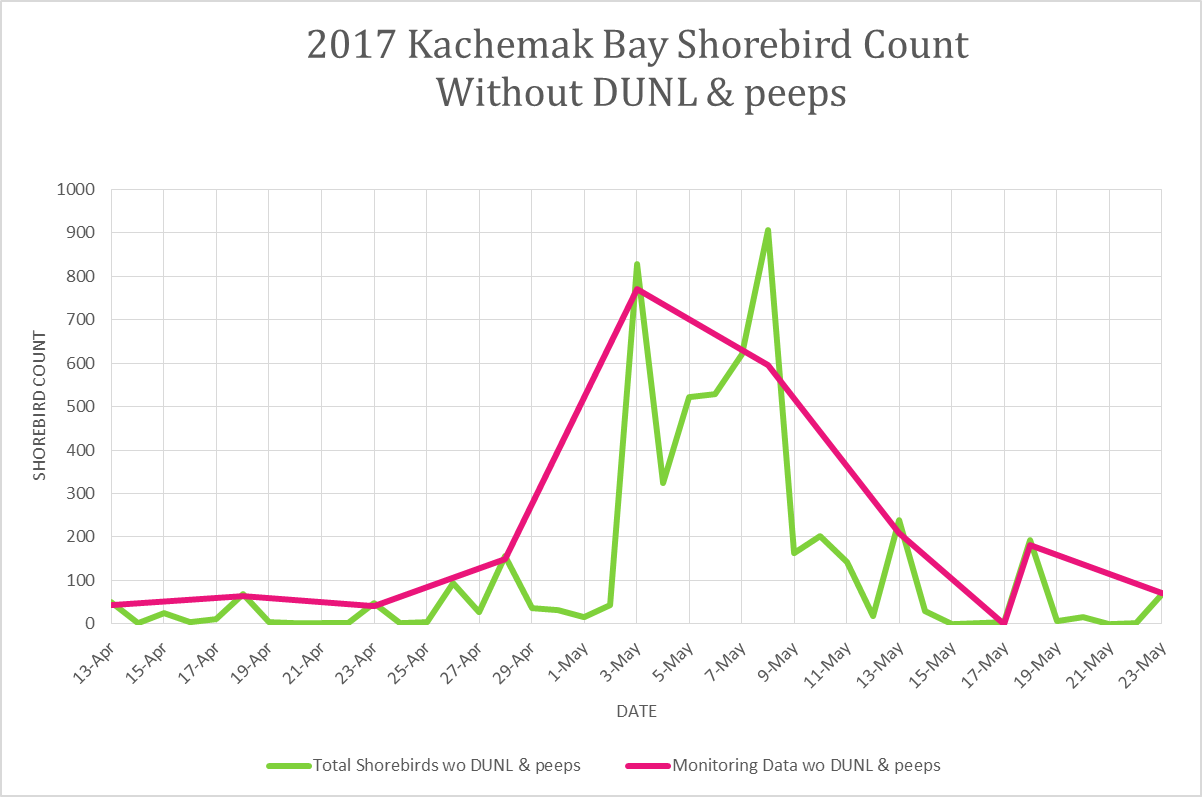 2017 Kachemak Bay Shorebird Count
Without DUNL & peeps
1000
900
800
700
600
500
400
300
200
100
0
SHOREBIRD COUNT
13-Apr
15-Apr
17-Apr
19-Apr
21-Apr
23-Apr
25-Apr
27-Apr
29-Apr
1-May
3-May
5-May
7-May
9-May
11-May
13-May
15-May
17-May
19-May
21-May
23-May
DATE
Total Shorebirds wo DUNL & peeps
Monitoring Data wo DUNL & peeps